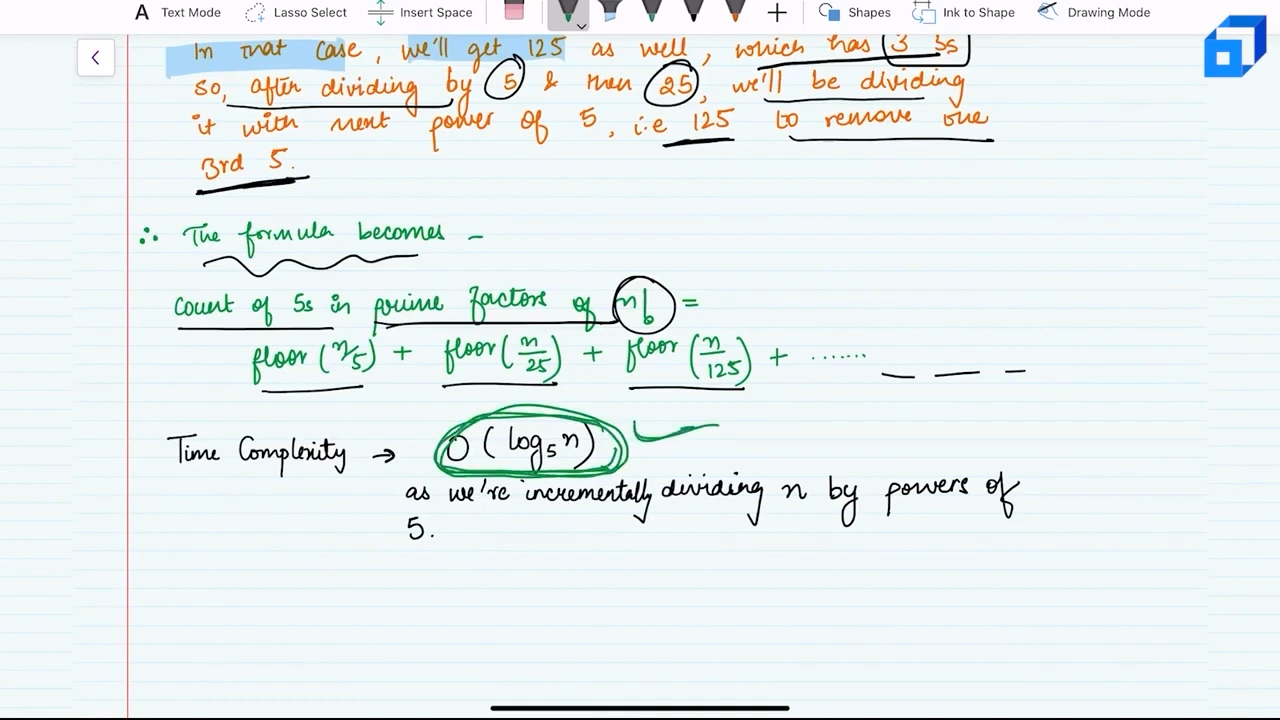 A Text Mode Lasso Select Insert Space Shapes Ink to Shape Drawing Mode
In that case, we'll get 125 as well, which has 3 5s
so, after dividing by 5 & then 25, we'll be dividing
it with next power of 5, i.e 125 to remove one
3rd 5.
∴ The formula becomes -
count of 5s in prime factors of n! =
floor(n/5) + floor(n/25) + floor(n/125) + .......
Time Complexity → O(log₅n)
as we're incrementally dividing n by powers of
5.